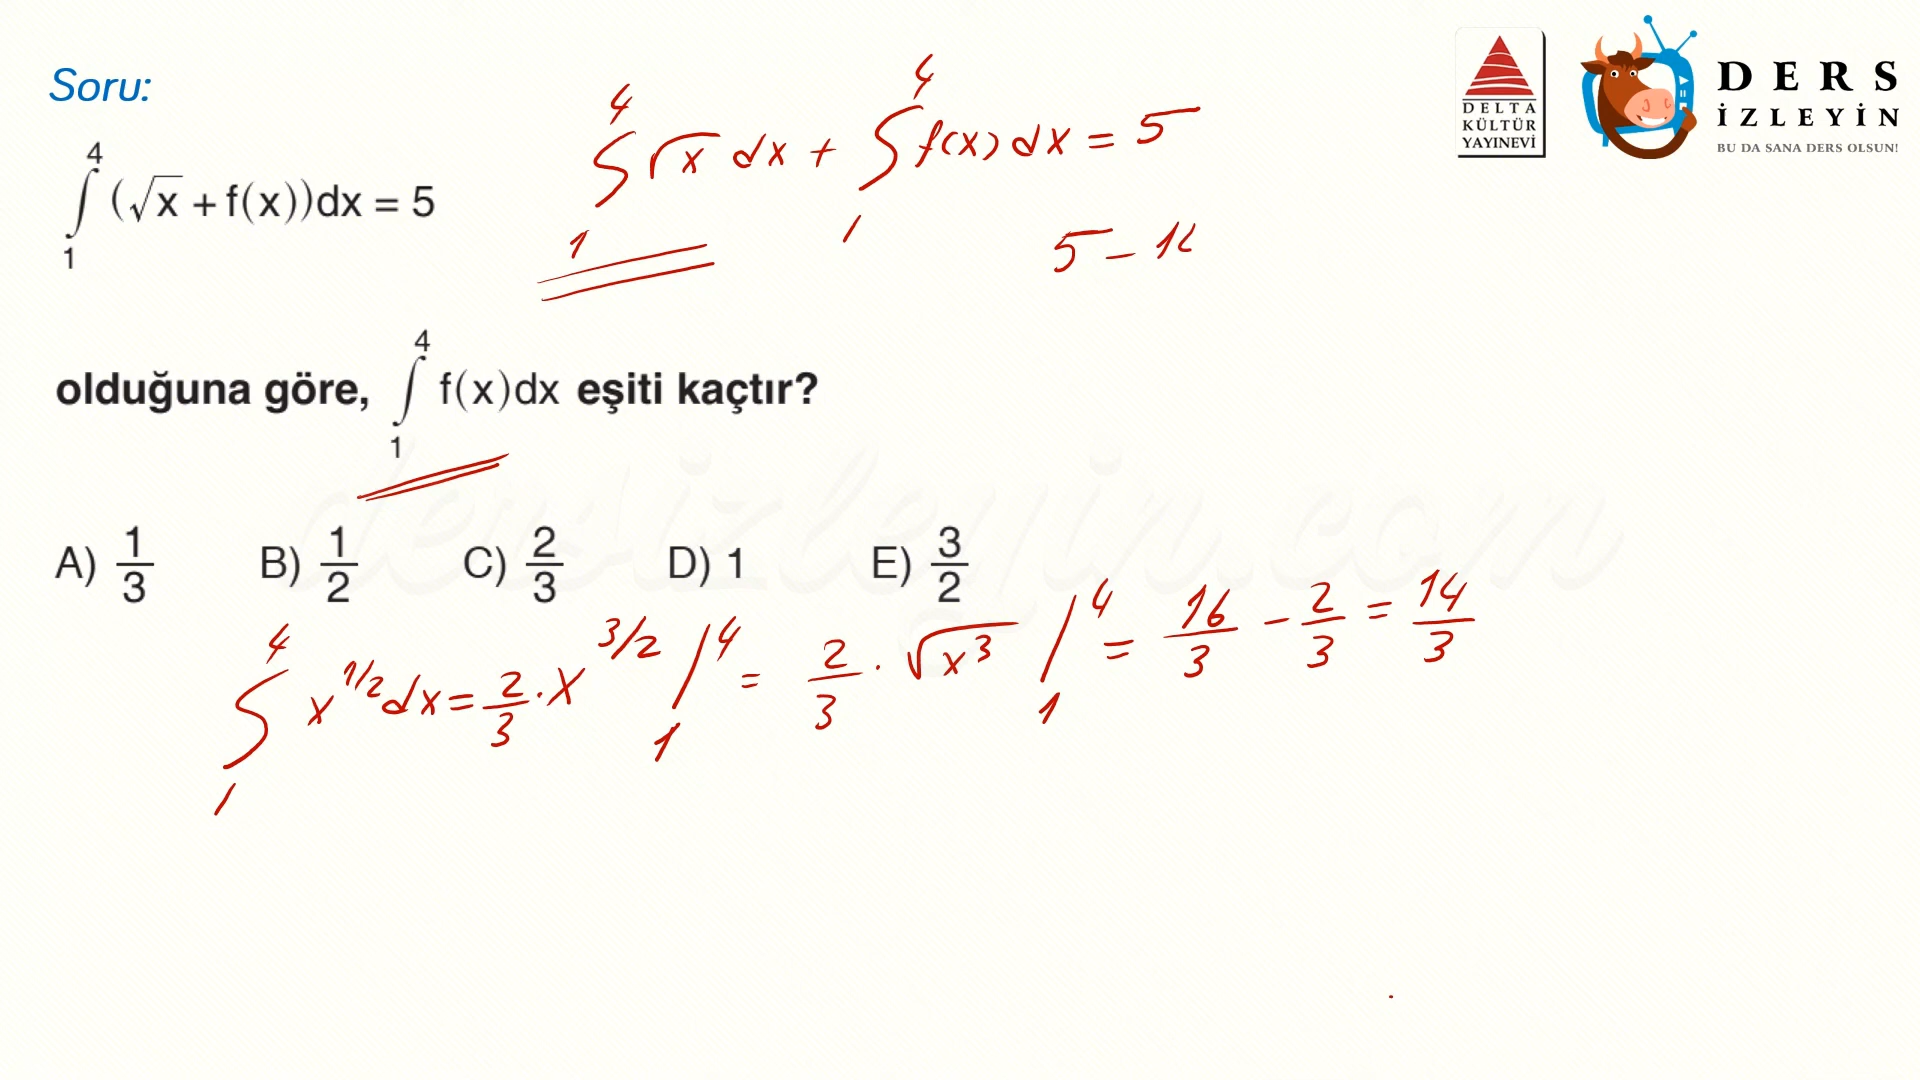 Soru:
∫₁⁴ (√x + f(x))dx = 5
∫₁⁴ √x dx + ∫₁⁴ f(x) dx = 5
5 -
olduğuna göre, ∫₁⁴ f(x)dx eşiti kaçtır?
A) 1/3 B) 1/2 C) 2/3 D) 1 E) 3/2
∫₁⁴ x^1/2 dx = 2/3 · x^3/2 |₁⁴ = 2/3 · √x³ |₁⁴ = 16/3 - 2/3 = 14/3
DELTA
KÜLTÜR
YAYINEVİ
DERS
İZLEYİN
BU DA SANA DERS OLSUN!
dersizleyin.com